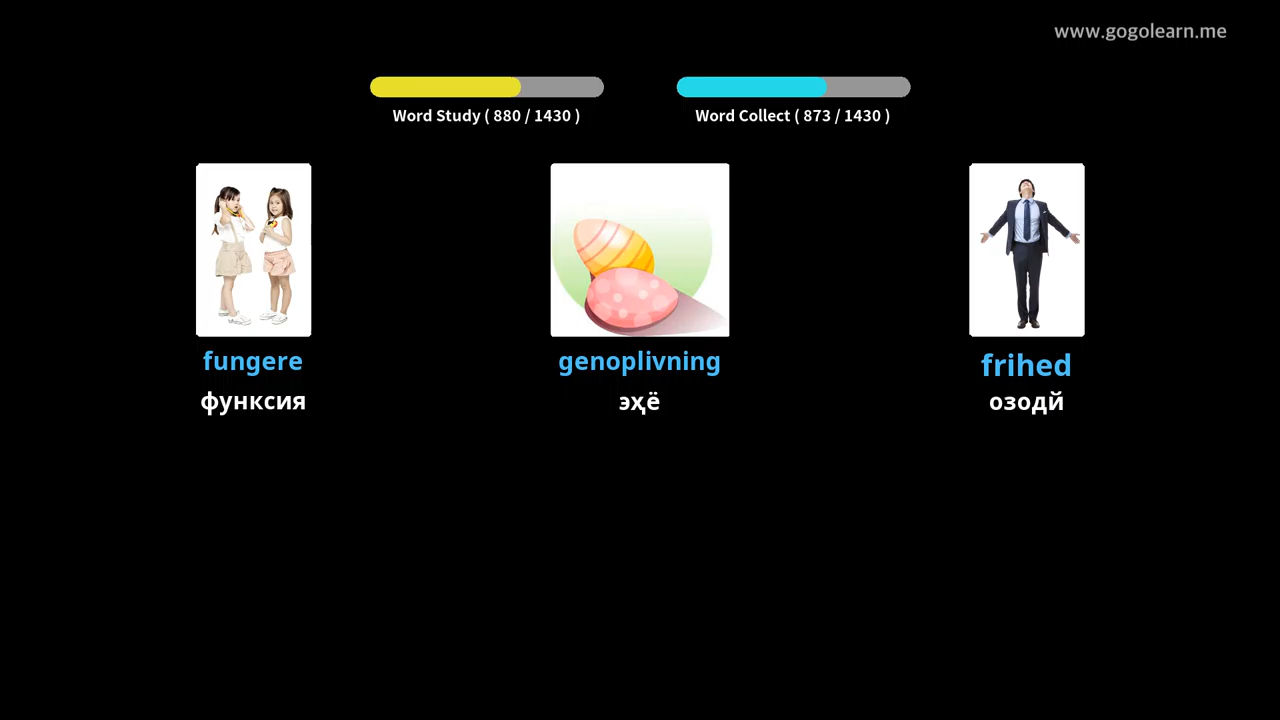 www.gogolearn.me
Word Study ( 880 / 1430 )
Word Collect ( 873 / 1430 )
fungere
genoplivning
frihed
функсия
эҳё
озодй